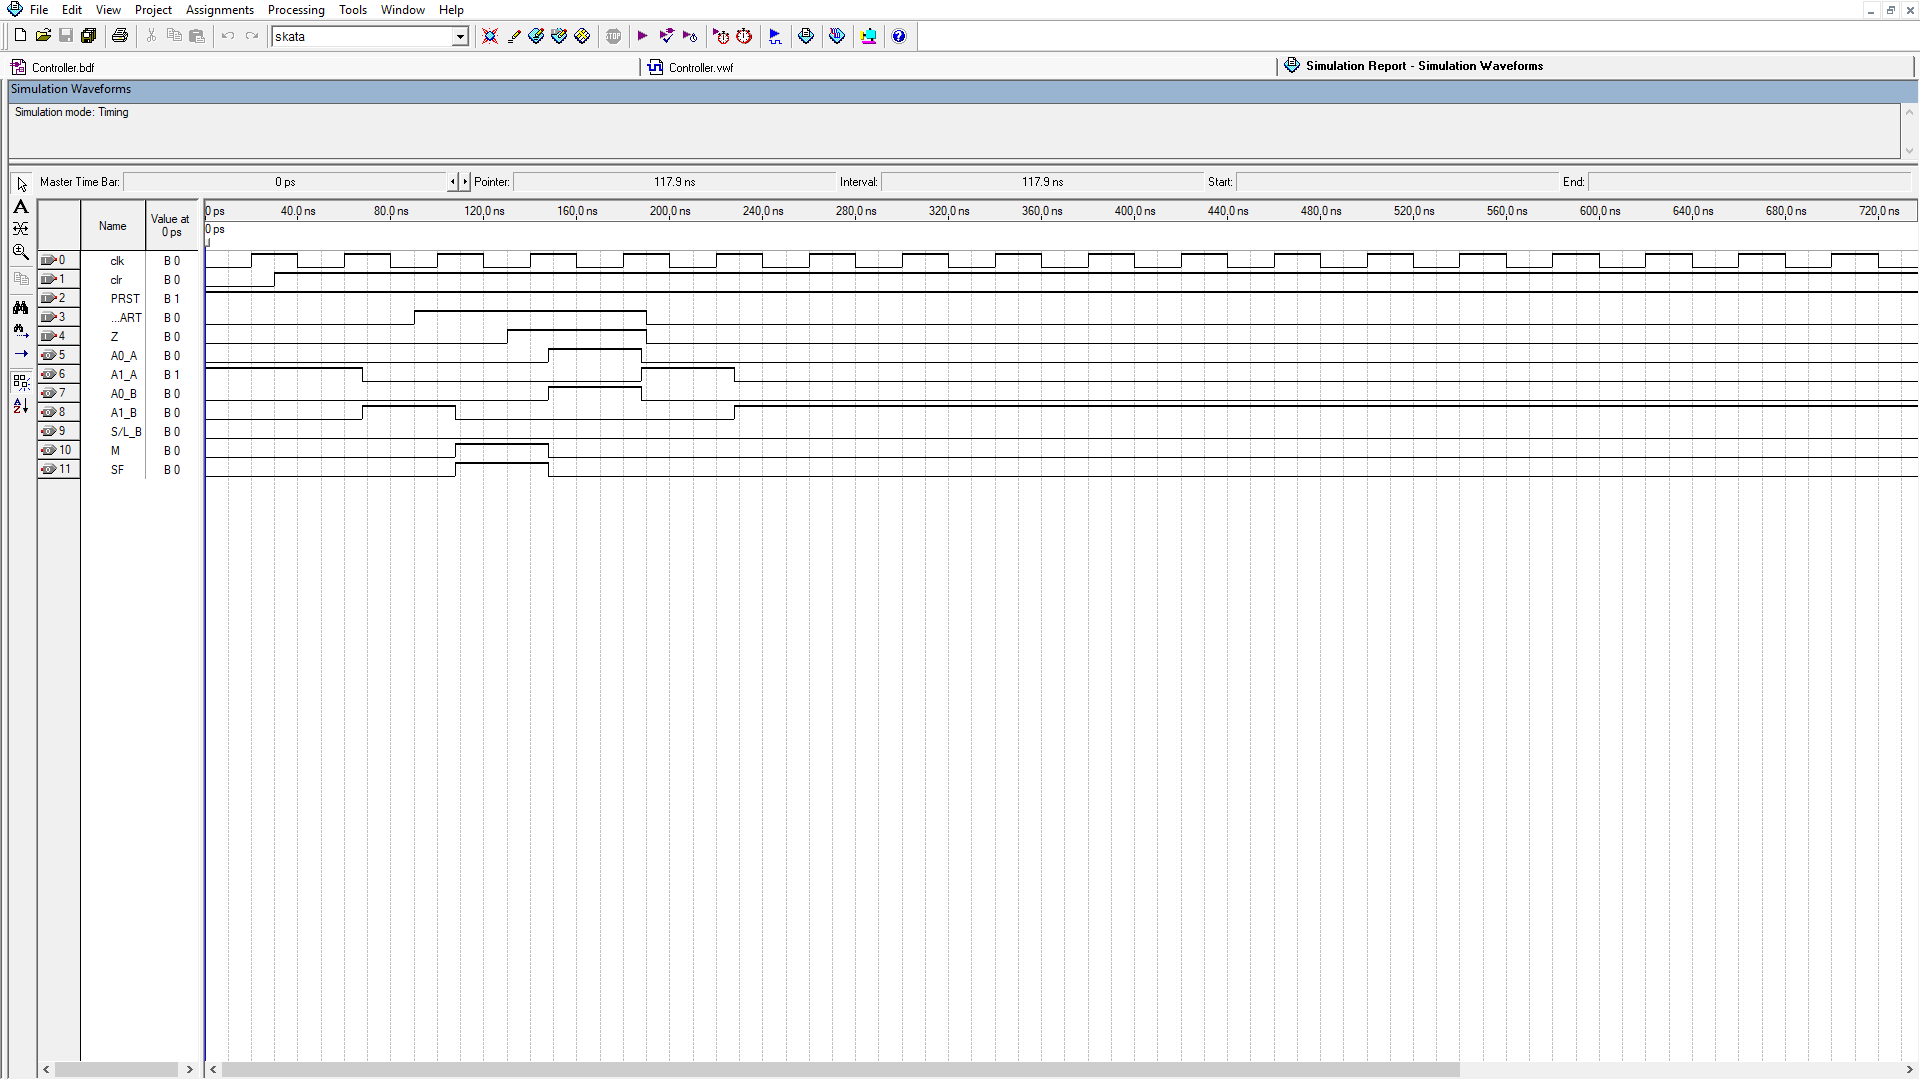 File Edit View Project Assignments Processing Tools Window Help
skata
STOP
Controller.bdf Controller.vwf Simulation Report - Simulation Waveforms
Simulation Waveforms
Simulation mode: Timing
Master Time Bar: 0 ps Pointer: 117.9 ns Interval: 117.9 ns Start: End:
Name Value at 0 ps
0 ps 40.0 ns 80.0 ns 120.0 ns 160.0 ns 200.0 ns 240.0 ns 280.0 ns 320.0 ns 360.0 ns 400.0 ns 440.0 ns 480.0 ns 520.0 ns 560.0 ns 600.0 ns 640.0 ns 680.0 ns 720.0 ns
0 ps
0 clk B 0
1 clr B 0
2 PRST B 1
3 ...ART B 0
4 Z B 0
5 A0_A B 0
6 A1_A B 1
7 A0_B B 0
8 A1_B B 0
9 S/L_B B 0
10 M B 0
11 SF B 0